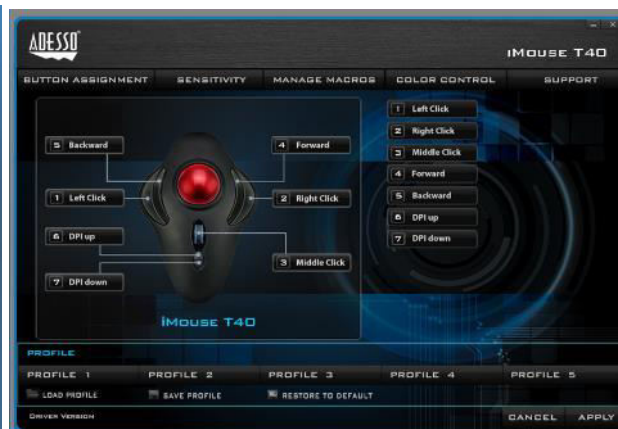 ADESSO
iMouse T40
BUTTON ASSIGNMENT SENSITIVITY MANAGE MACROS COLOR CONTROL SUPPORT
5 Backward
4 Forward
1 Left Click
2 Right Click
6 DPI up
3 Middle Click
7 DPI down
iMouse T40
1 Left Click
2 Right Click
3 Middle Click
4 Forward
5 Backward
6 DPI up
7 DPI down
PROFILE
PROFILE 1 PROFILE 2 PROFILE 3 PROFILE 4 PROFILE 5
LOAD PROFILE SAVE PROFILE RESTORE TO DEFAULT
DRIVER VERSION CANCEL APPLY